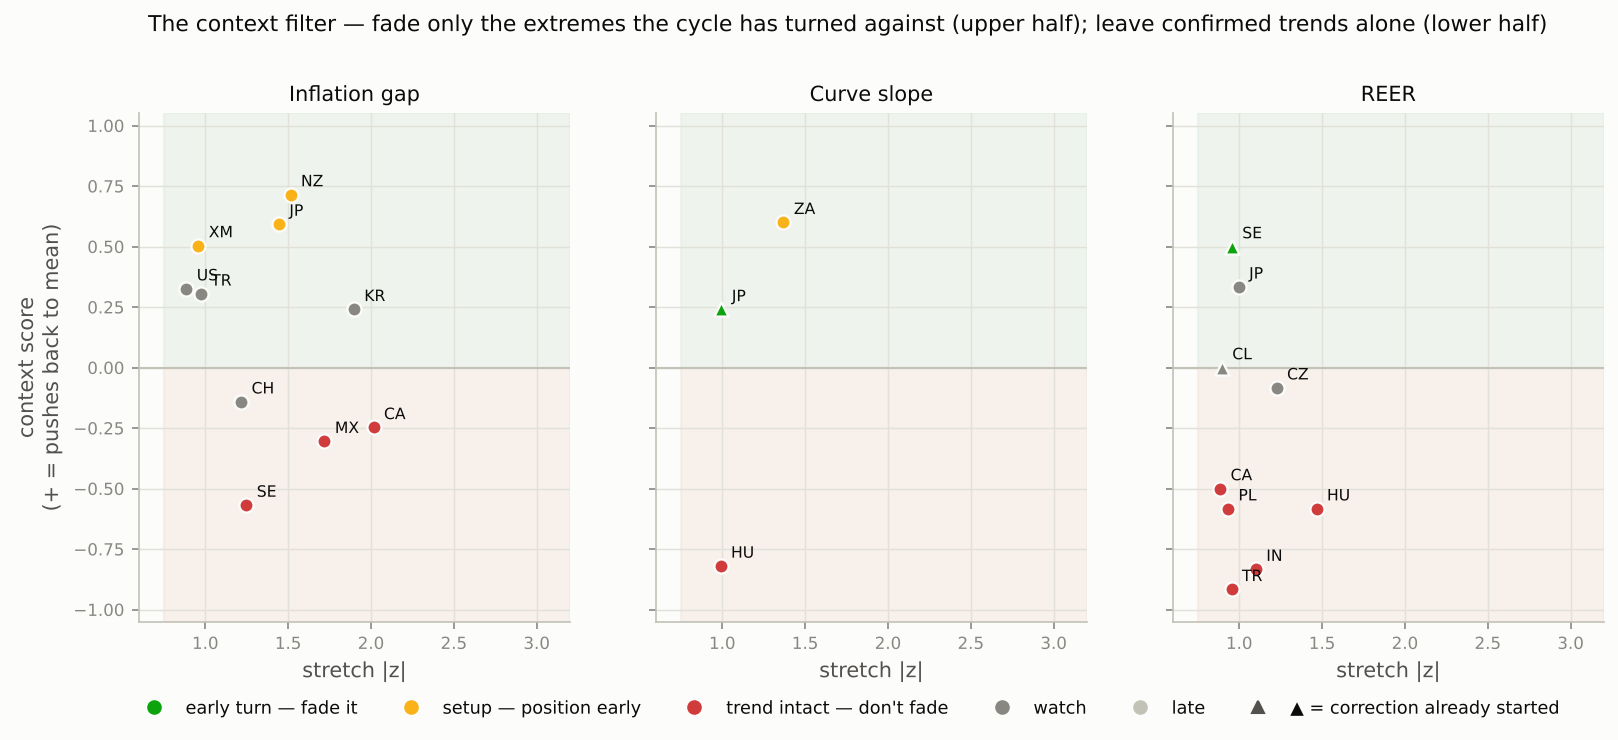 The context filter — fade only the extremes the cycle has turned against (upper half); leave confirmed trends alone (lower half)
Inflation gap
Curve slope
REER
context score
(+ = pushes back to mean)
1.00
0.75
0.50
0.25
0.00
−0.25
−0.50
−0.75
−1.00
NZ
JP
XM
US
TR
KR
CH
CA
MX
SE
1.0 1.5 2.0 2.5 3.0
stretch |z|
ZA
JP
HU
1.0 1.5 2.0 2.5 3.0
stretch |z|
SE
JP
CL
CZ
CA
PL
HU
IN
TR
1.0 1.5 2.0 2.5 3.0
stretch |z|
early turn — fade it setup — position early trend intact — don't fade watch late ▲ = correction already started